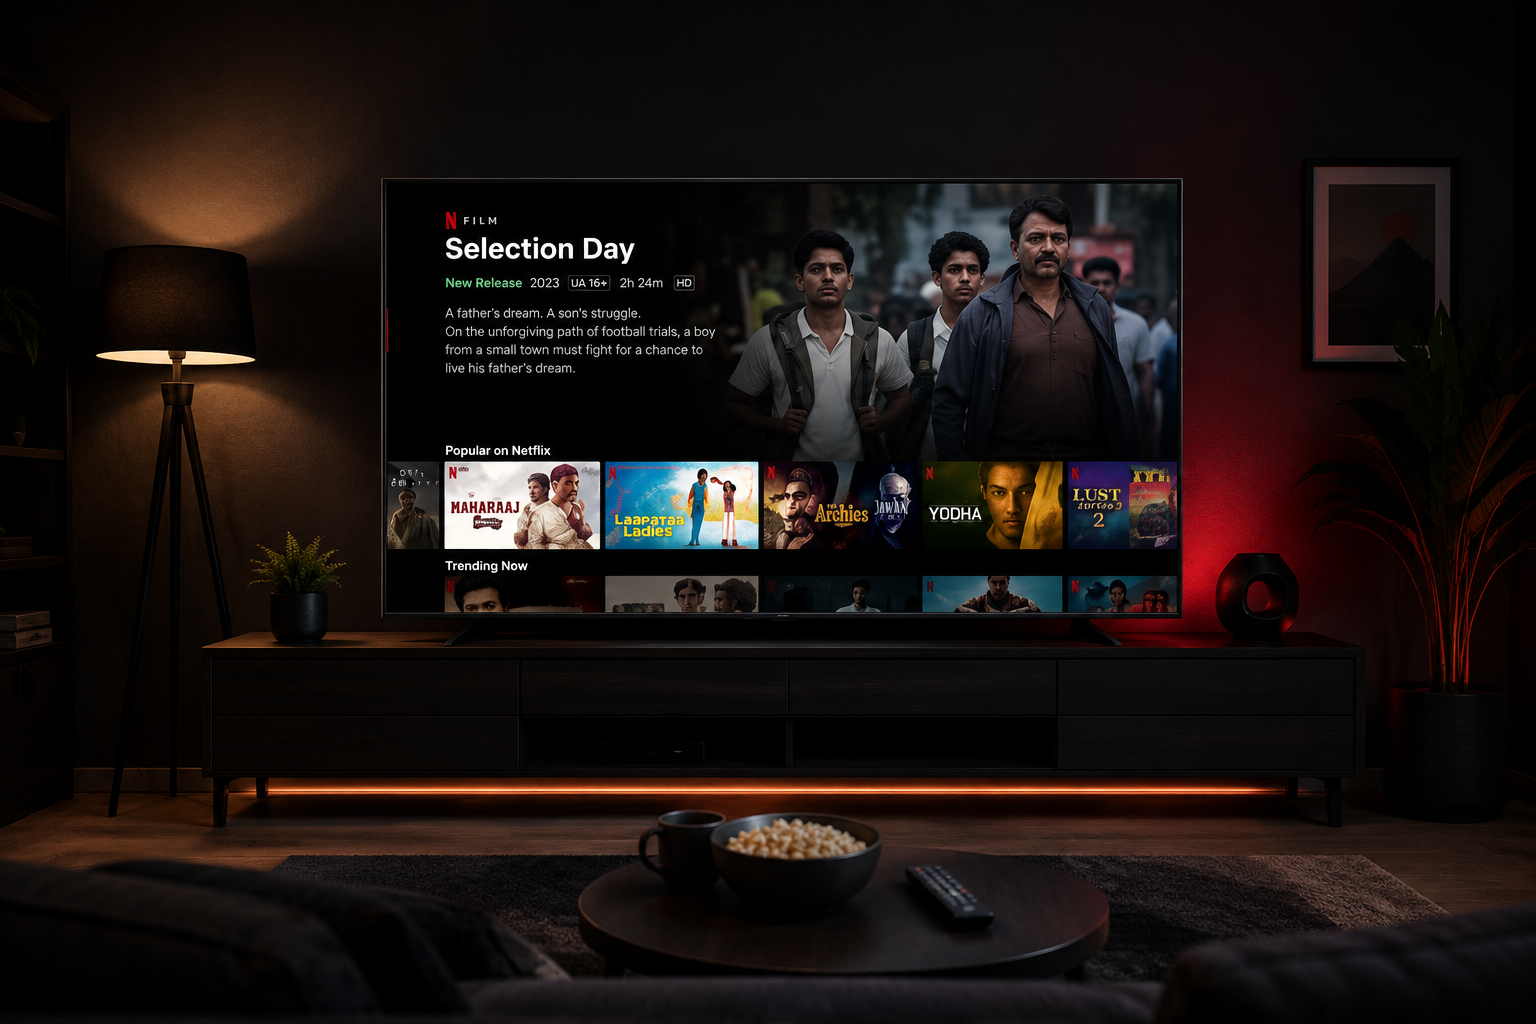 N FILM
Selection Day
New Release 2023 UA 16+ 2h 24m HD
A father's dream. A son's struggle.
On the unforgiving path of football trials, a boy
from a small town must fight for a chance to
live his father's dream.
Popular on Netflix
N
MAHARAAJ
N
Laapataa
Ladies
N
Archies
JAWAN
N
YODHA
N
LUST
2
Trending Now
N
N
N